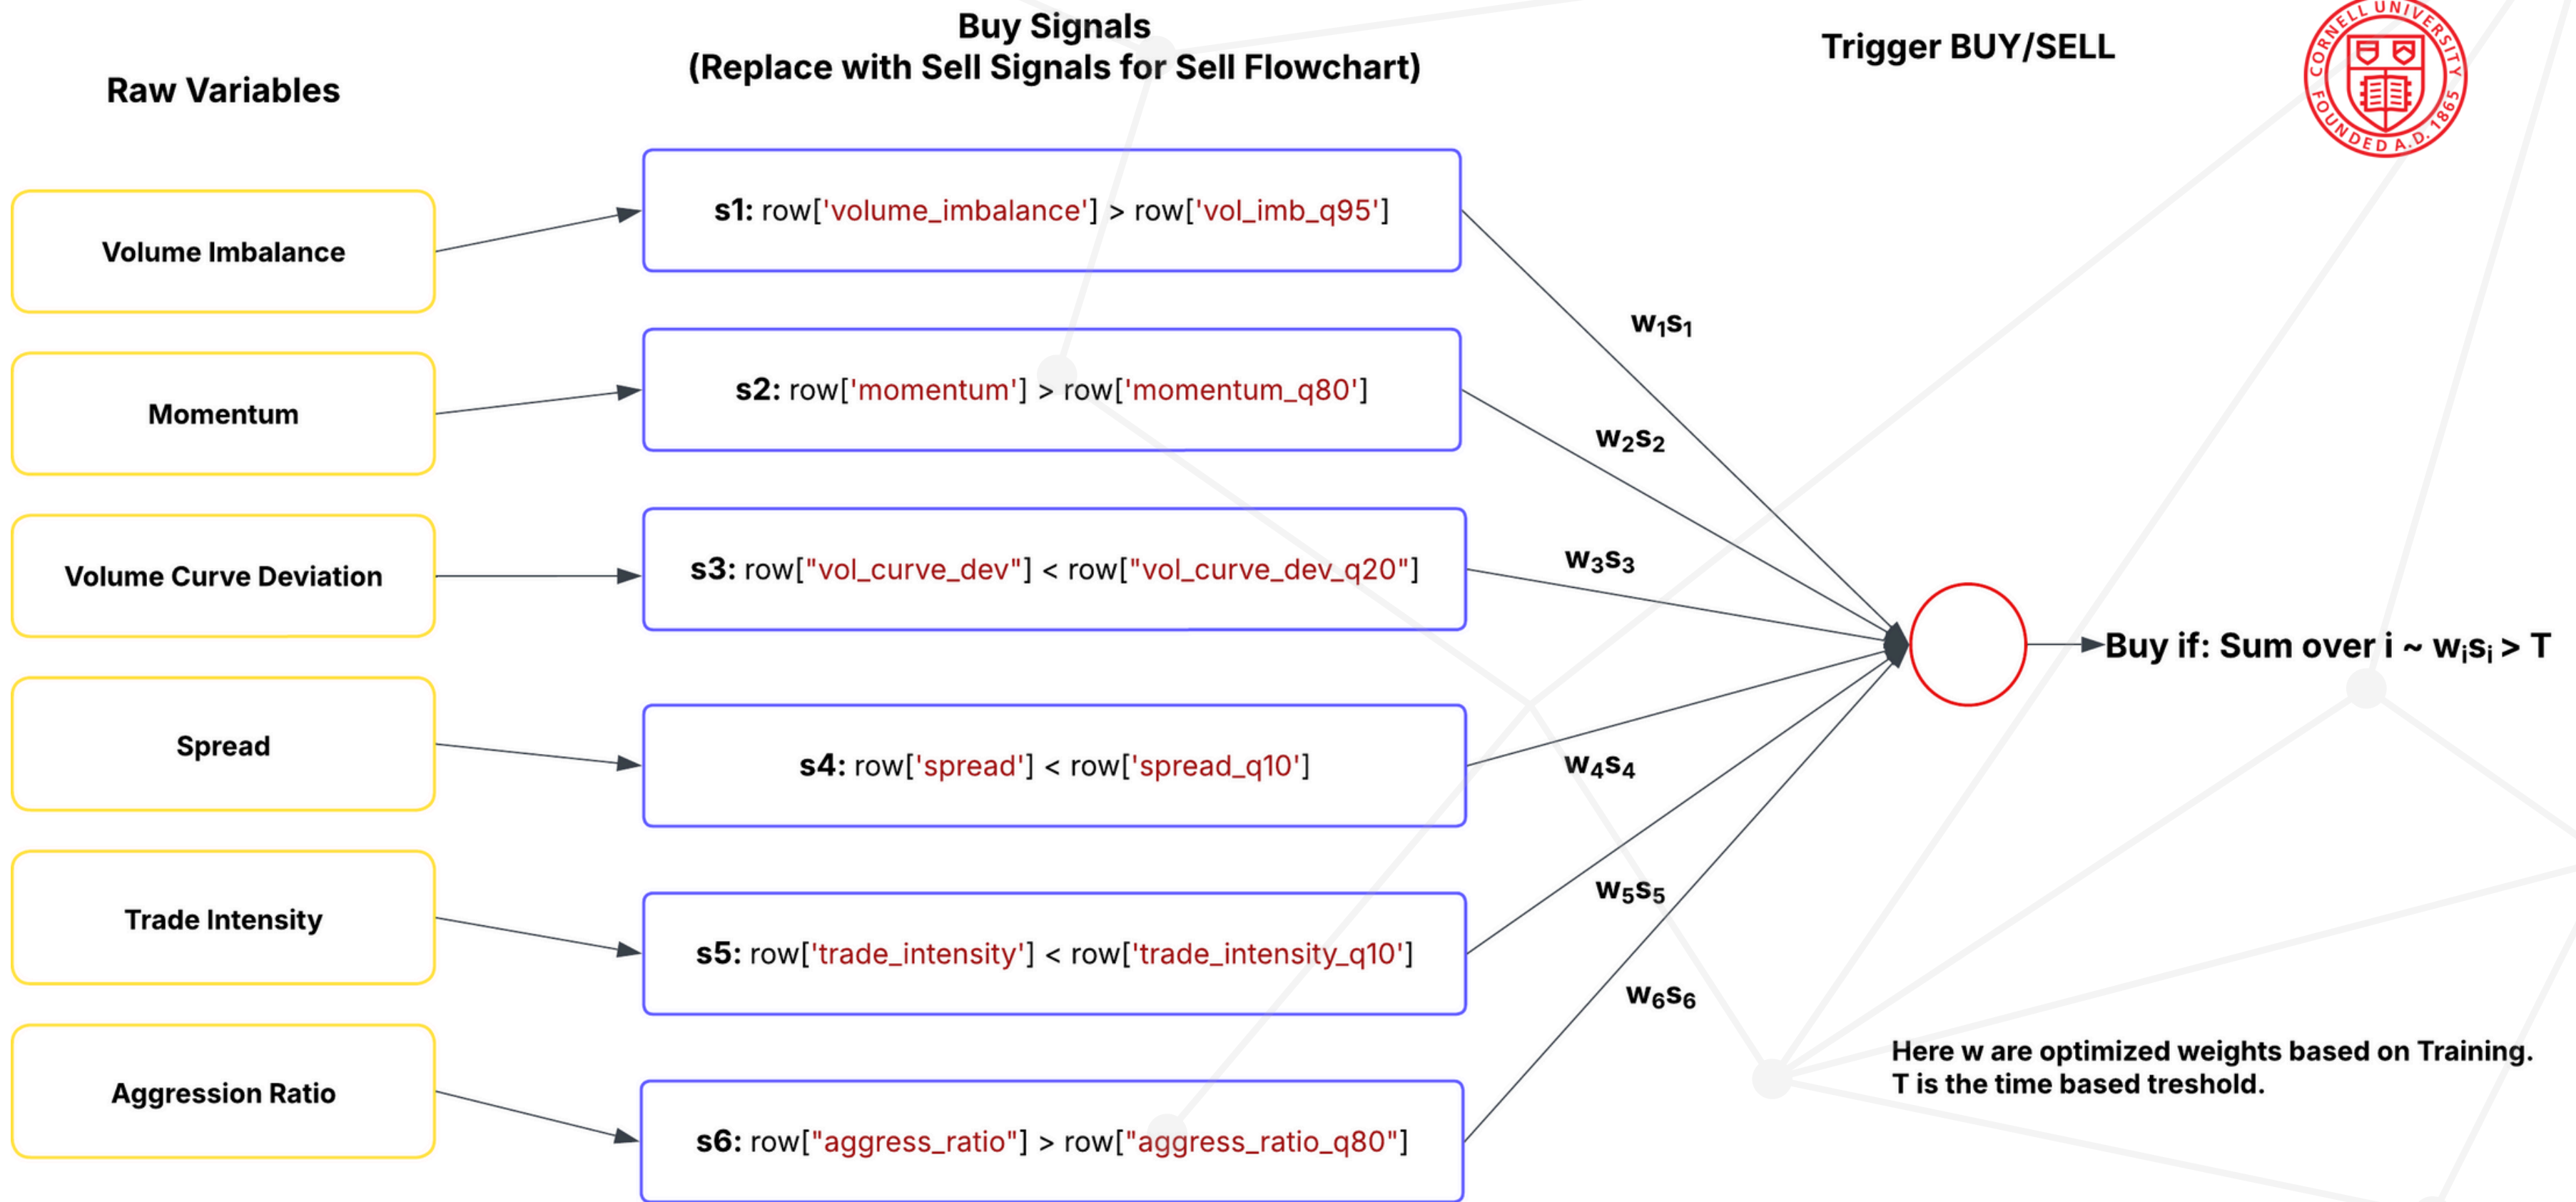 Buy Signals
(Replace with Sell Signals for Sell Flowchart)
Trigger BUY/SELL
CORNELL UNIVERSITY
FOUNDED A.D. 1865
Raw Variables
Volume Imbalance
s1: row['volume_imbalance'] > row['vol_imb_q95']
w₁s₁
Momentum
s2: row['momentum'] > row['momentum_q80']
w₂s₂
Volume Curve Deviation
s3: row["vol_curve_dev"] < row["vol_curve_dev_q20"]
w₃s₃
Buy if: Sum over i ~ wᵢsᵢ > T
Spread
s4: row['spread'] < row['spread_q10']
w₄s₄
Trade Intensity
s5: row['trade_intensity'] < row['trade_intensity_q10']
w₅s₅
Aggression Ratio
s6: row["aggress_ratio"] > row["aggress_ratio_q80"]
w₆s₆
Here w are optimized weights based on Training.
T is the time based treshold.